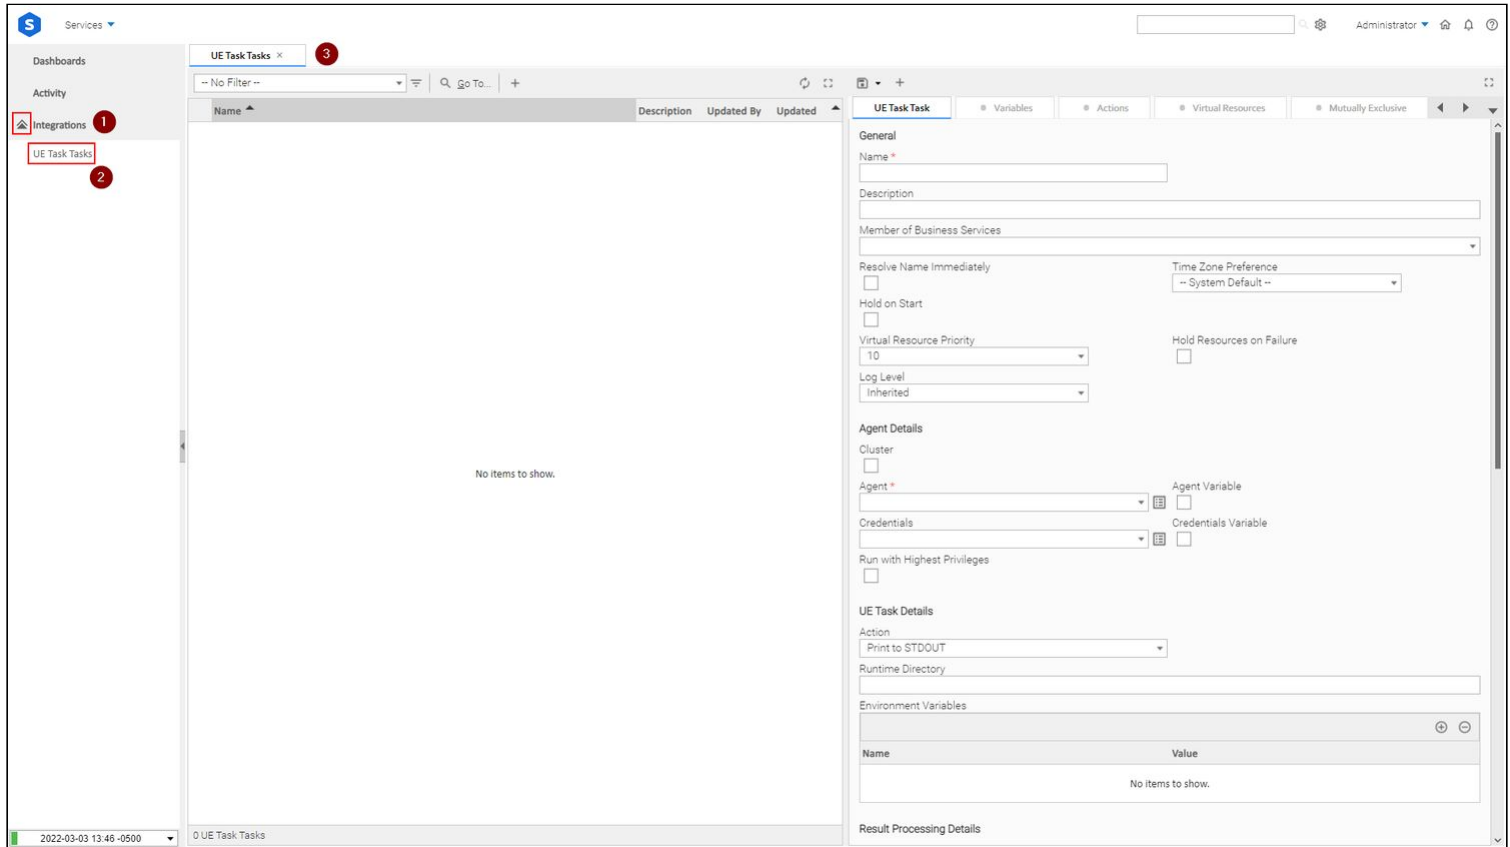 S
Services
Administrator
Dashboards
Activity
Integrations
1
UE Task Tasks
2
UE Task Tasks ×
3
-- No Filter --
Go To...
Name
Description
Updated By
Updated
No items to show.
0 UE Task Tasks
2022-03-03 13:46 -0500
UE Task Task
Variables
Actions
Virtual Resources
Mutually Exclusive
General
Name *
Description
Member of Business Services
Resolve Name Immediately
Time Zone Preference
-- System Default --
Hold on Start
Virtual Resource Priority
Hold Resources on Failure
10
Log Level
Inherited
Agent Details
Cluster
Agent *
Agent Variable
Credentials
Credentials Variable
Run with Highest Privileges
UE Task Details
Action
Print to STDOUT
Runtime Directory
Environment Variables
Name
Value
No items to show.
Result Processing Details